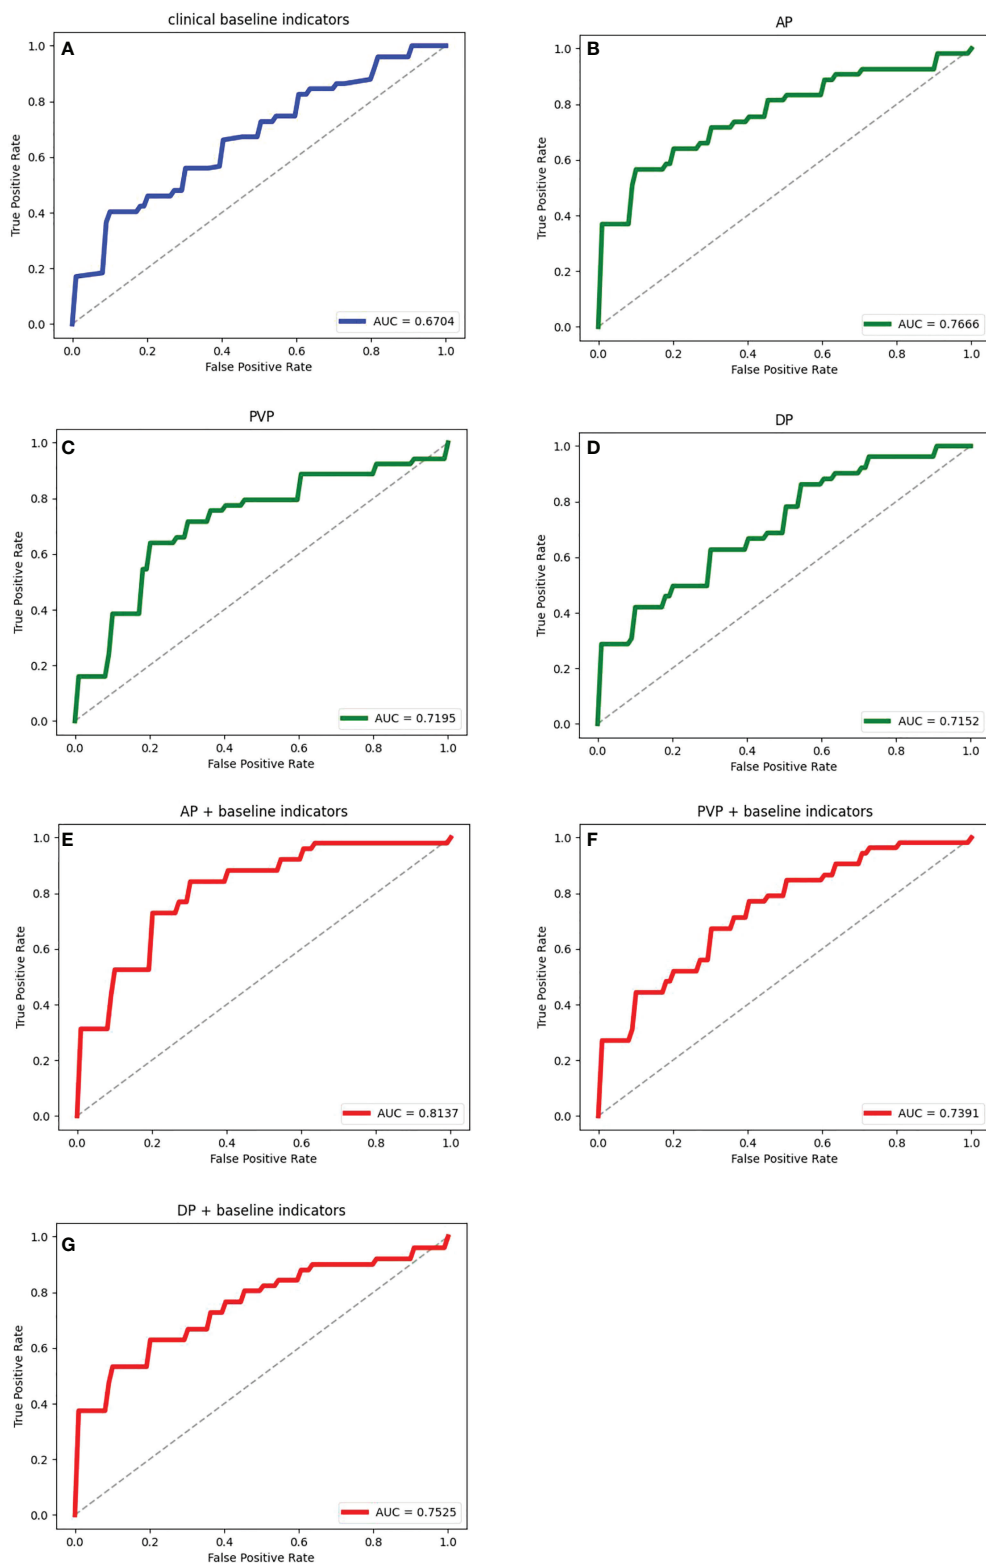 clinical baseline indicators
A
1.0
0.8
0.6
0.4
0.2
0.0
True Positive Rate
AUC = 0.6704
0.0 0.2 0.4 0.6 0.8 1.0
False Positive Rate
AP
B
1.0
0.8
0.6
0.4
0.2
0.0
True Positive Rate
AUC = 0.7666
0.0 0.2 0.4 0.6 0.8 1.0
False Positive Rate
PVP
C
1.0
0.8
0.6
0.4
0.2
0.0
True Positive Rate
AUC = 0.7195
0.0 0.2 0.4 0.6 0.8 1.0
False Positive Rate
DP
D
1.0
0.8
0.6
0.4
0.2
0.0
True Positive Rate
AUC = 0.7152
0.0 0.2 0.4 0.6 0.8 1.0
False Positive Rate
AP + baseline indicators
E
1.0
0.8
0.6
0.4
0.2
0.0
True Positive Rate
AUC = 0.8137
0.0 0.2 0.4 0.6 0.8 1.0
False Positive Rate
PVP + baseline indicators
F
1.0
0.8
0.6
0.4
0.2
0.0
True Positive Rate
AUC = 0.7391
0.0 0.2 0.4 0.6 0.8 1.0
False Positive Rate
DP + baseline indicators
G
1.0
0.8
0.6
0.4
0.2
0.0
True Positive Rate
AUC = 0.7525
0.0 0.2 0.4 0.6 0.8 1.0
False Positive Rate